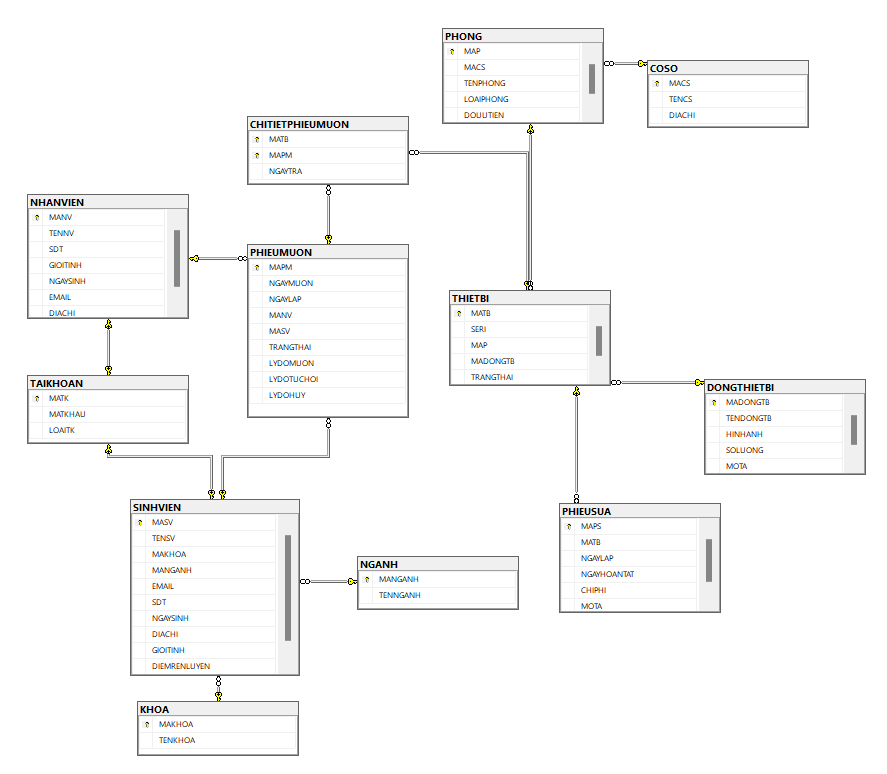 PHONG
MAP
MACS
TENPHONG
LOAIPHONG
DOUUTIEN
COSO
MACS
TENCS
DIACHI
CHITIETPHIEUMUON
MATB
MAPM
NGAYTRA
NHANVIEN
MANV
TENNV
SDT
GIOITINH
NGAYSINH
EMAIL
DIACHI
PHIEUMUON
MAPM
NGAYMUON
NGAYLAP
MANV
MASV
TRANGTHAI
LYDOMUON
LYDOTUCHOI
LYDOHUY
THIETBI
MATB
SERI
MAP
MADONGTB
TRANGTHAI
TAIKHOAN
MATK
MATKHAU
LOAITK
DONGTHIETBI
MADONGTB
TENDONGTB
HINHANH
SOLUONG
MOTA
SINHVIEN
MASV
TENSV
MAKHOA
MANGANH
EMAIL
SDT
NGAYSINH
DIACHI
GIOITINH
DIEMRENLUYEN
PHIEUSUA
MAPS
MATB
NGAYLAP
NGAYHOANTAT
CHIPHI
MOTA
NGANH
MANGANH
TENNGANH
KHOA
MAKHOA
TENKHOA